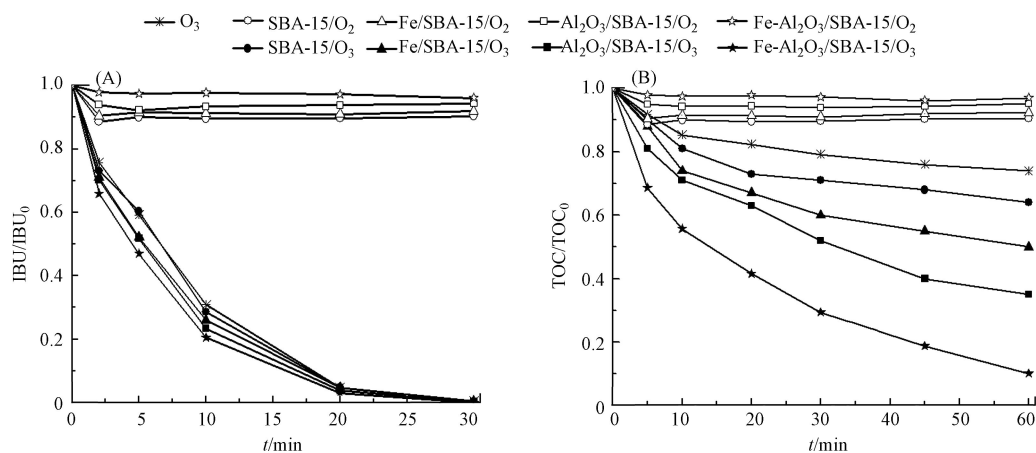 O₃ SBA-15/O₂ Fe/SBA-15/O₂ Al₂O₃/SBA-15/O₂ Fe-Al₂O₃/SBA-15/O₂
SBA-15/O₃ Fe/SBA-15/O₃ Al₂O₃/SBA-15/O₃ Fe-Al₂O₃/SBA-15/O₃
(A)
IBU/IBU₀
1.0
0.8
0.6
0.4
0.2
0
0 5 10 15 20 25 30
t/min
(B)
TOC/TOC₀
1.0
0.8
0.6
0.4
0.2
0
0 10 20 30 40 50 60
t/min